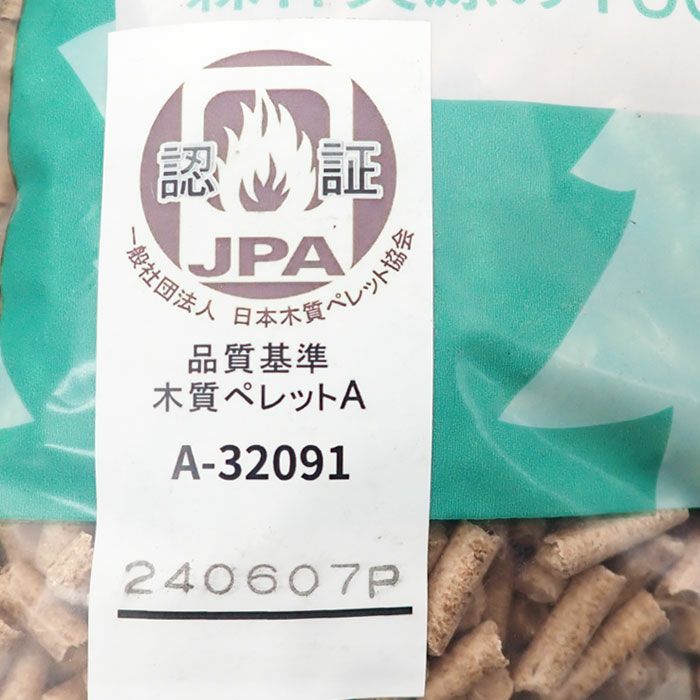 認 証
JPA
一般社団法人 日本木質ペレット協会
品質基準
木質ペレットA
A-32091
240607P